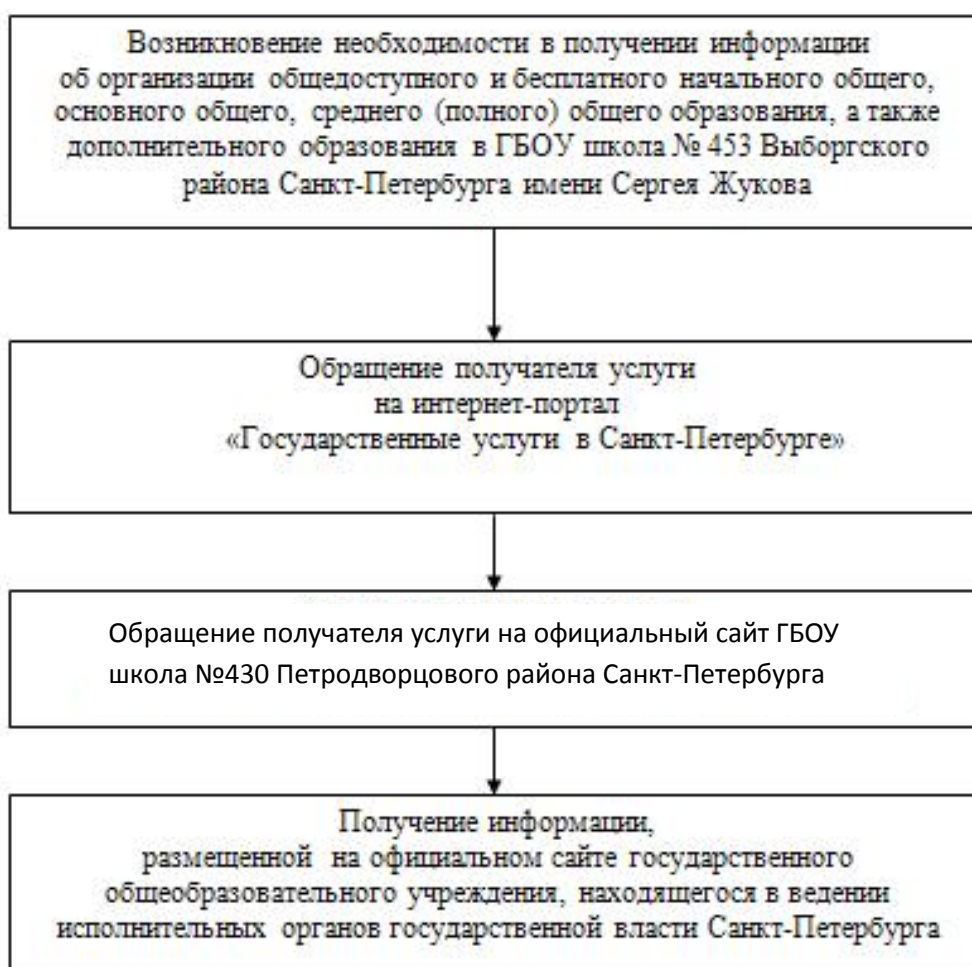 Возникновение необходимости в получении информации
об организации общедоступного и бесплатного начального общего,
основного общего, среднего (полного) общего образования, а также
дополнительного образования в ГБОУ школа № 453 Выборгского
района Санкт-Петербурга имени Сергея Жукова
Обращение получателя услуги
на интернет-портал
«Государственные услуги в Санкт-Петербурге»
Обращение получателя услуги на официальный сайт ГБОУ
школа №430 Петродворцового района Санкт-Петербурга
Получение информации,
размещенной на официальном сайте государственного
общеобразовательного учреждения, находящегося в ведении
исполнительных органов государственной власти Санкт-Петербурга